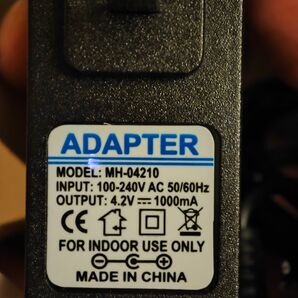 ADAPTER
MODEL: MH-04210
INPUT: 100-240V AC 50/60Hz
OUTPUT: 4.2V ⎓ 1000mA
CE
FOR INDOOR USE ONLY
MADE IN CHINA